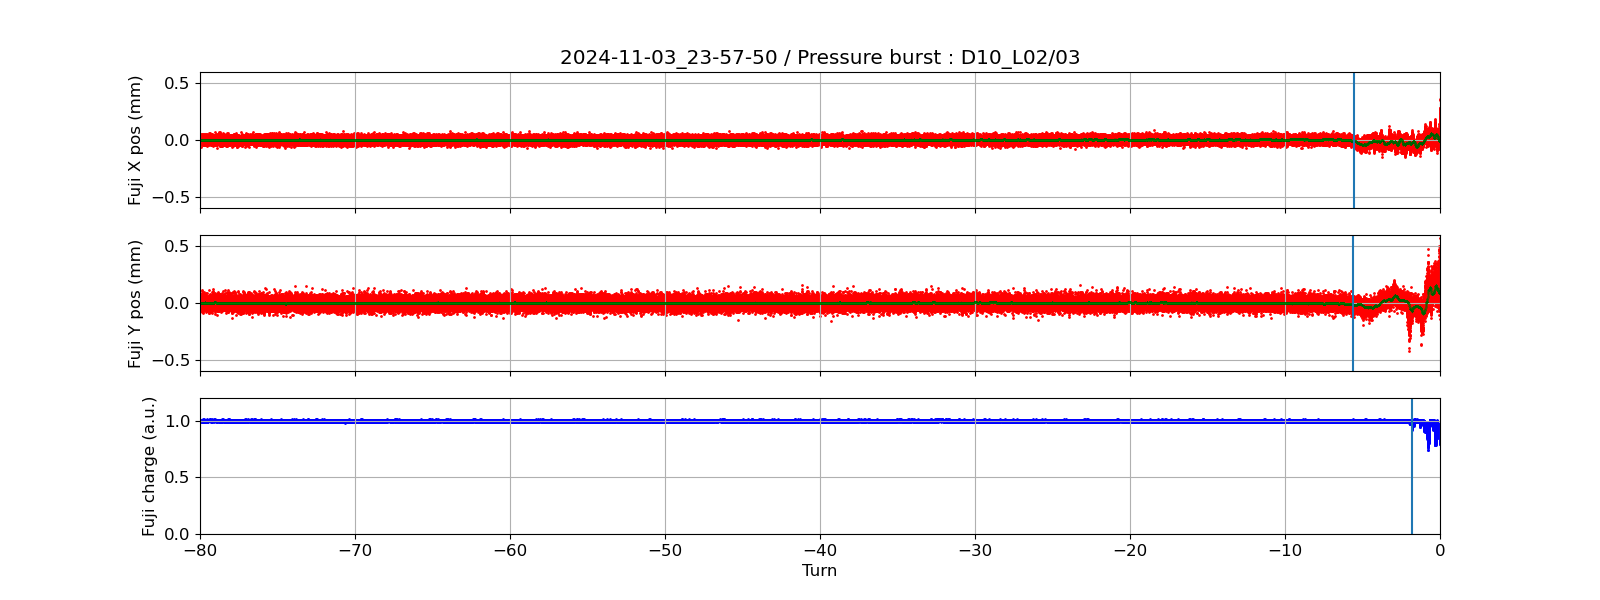 2024-11-03_23-57-50 / Pressure burst : D10_L02/03
Fuji X pos (mm)
0.5
0.0
−0.5
Fuji Y pos (mm)
0.5
0.0
−0.5
Fuji charge (a.u.)
1.0
0.5
0.0
−80 −70 −60 −50 −40 −30 −20 −10 0
Turn